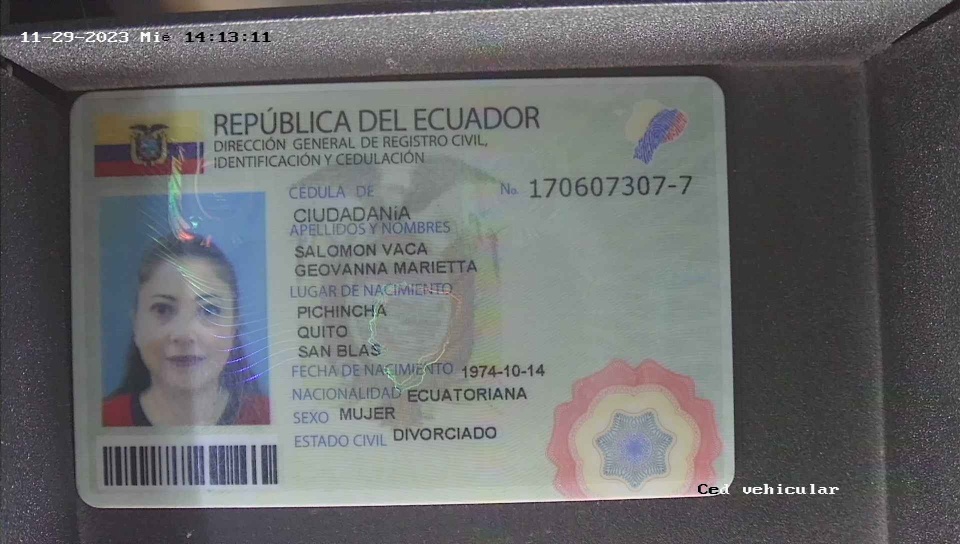 11-29-2023 Mié 14:13:11
REPÚBLICA DEL ECUADOR
DIRECCIÓN GENERAL DE REGISTRO CIVIL,
IDENTIFICACIÓN Y CEDULACIÓN
CÉDULA DE No. 170607307-7
CIUDADANíA
APELLIDOS Y NOMBRES
SALOMON VACA
GEOVANNA MARIETTA
LUGAR DE NACIMIENTO
PICHINCHA
QUITO
SAN BLAS
FECHA DE NACIMIENTO 1974-10-14
NACIONALIDAD ECUATORIANA
SEXO MUJER
ESTADO CIVIL DIVORCIADO
Ced vehicular